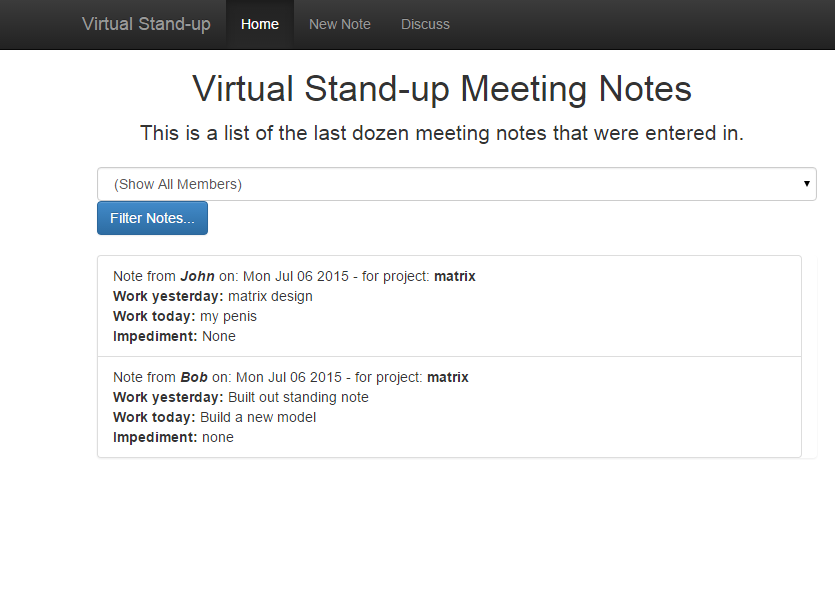 Virtual Stand-up Home New Note Discuss
Virtual Stand-up Meeting Notes
This is a list of the last dozen meeting notes that were entered in.
(Show All Members)
Filter Notes...
Note from John on: Mon Jul 06 2015 - for project: matrix
Work yesterday: matrix design
Work today: my penis
Impediment: None
Note from Bob on: Mon Jul 06 2015 - for project: matrix
Work yesterday: Built out standing note
Work today: Build a new model
Impediment: none